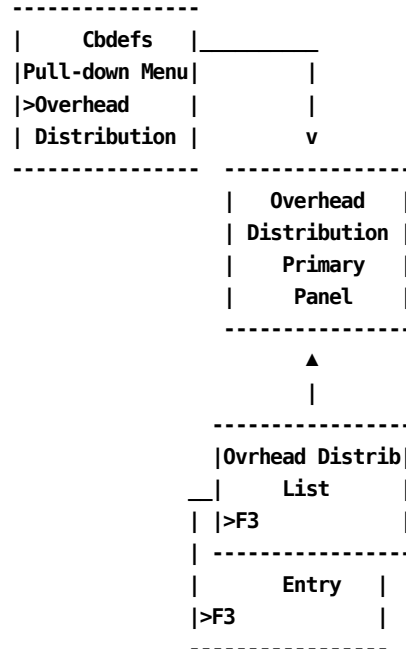 Cbdefs
Pull-down Menu
>Overhead
Distribution
v
Overhead
Distribution
Primary
Panel
Ovrhead Distrib
List
>F3
Entry
>F3